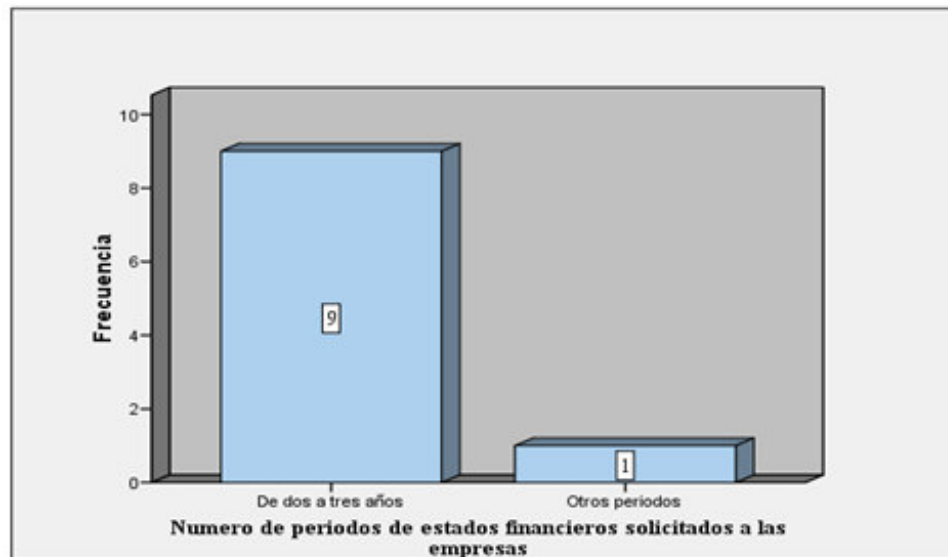 10
8
6
4
2
0
Frecuencia
9
1
De dos a tres años
Otros periodos
Numero de periodos de estados financieros solicitados a las
empresas